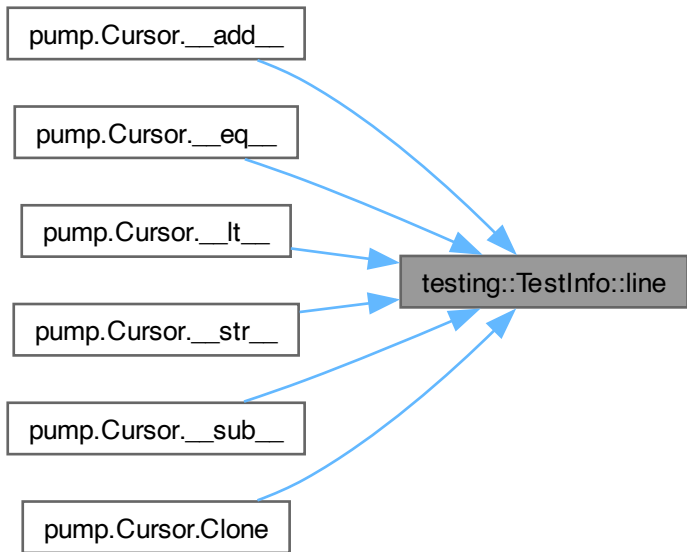 pump.Cursor.__add__
pump.Cursor.__eq__
pump.Cursor.__lt__
testing::TestInfo::line
pump.Cursor.__str__
pump.Cursor.__sub__
pump.Cursor.Clone